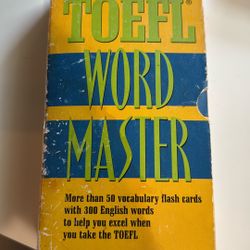 TOEFL®
WORD
MASTER
More than 50 vocabulary flash cards
with 300 English words
to help you excel when
you take the TOEFL